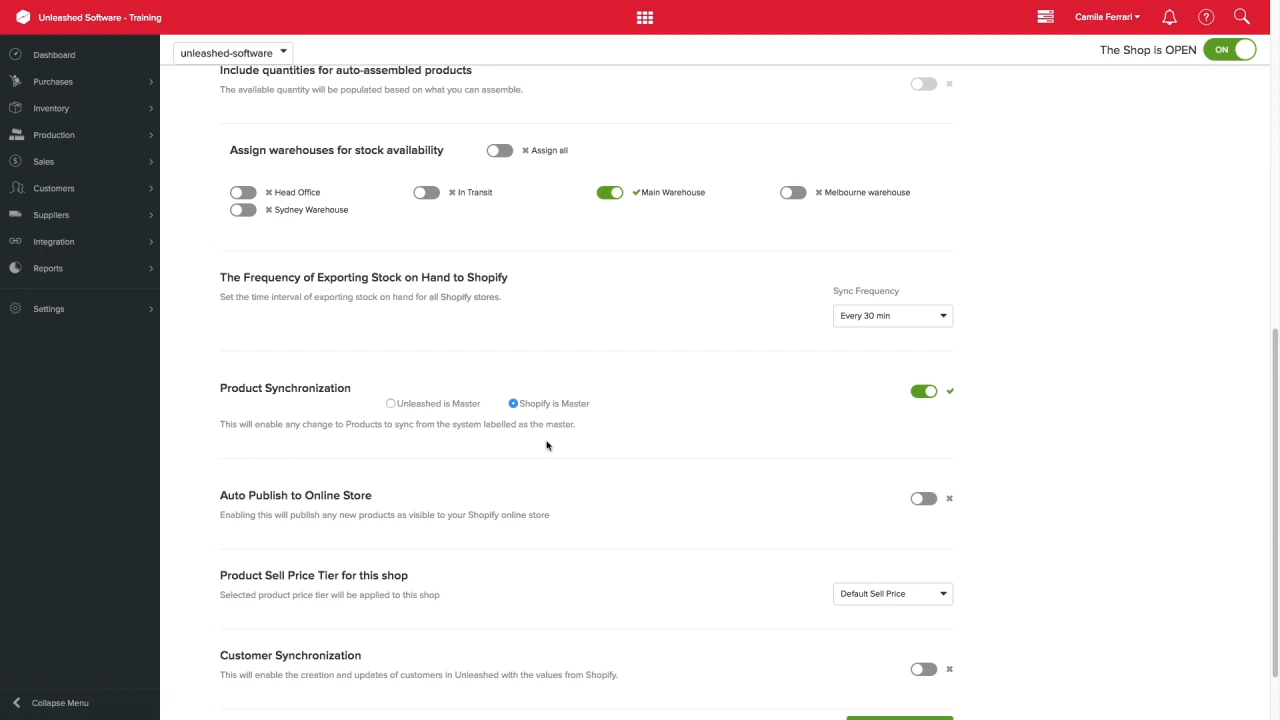 Unleashed Software - Training
Camila Ferrari
unleashed-software
The Shop is OPEN
ON
Dashboard
Purchases
Inventory
Production
Sales
Customers
Suppliers
Integration
Reports
Settings
Collapse Menu
Include quantities for auto-assembled products
The available quantity will be populated based on what you can assemble.
Assign warehouses for stock availability
Assign all
Head Office
In Transit
Main Warehouse
Melbourne warehouse
Sydney Warehouse
The Frequency of Exporting Stock on Hand to Shopify
Set the time interval of exporting stock on hand for all Shopify stores.
Sync Frequency
Every 30 min
Product Synchronization
Unleashed is Master
Shopify is Master
This will enable any change to Products to sync from the system labelled as the master.
Auto Publish to Online Store
Enabling this will publish any new products as visible to your Shopify online store
Product Sell Price Tier for this shop
Selected product price tier will be applied to this shop
Default Sell Price
Customer Synchronization
This will enable the creation and updates of customers in Unleashed with the values from Shopify.